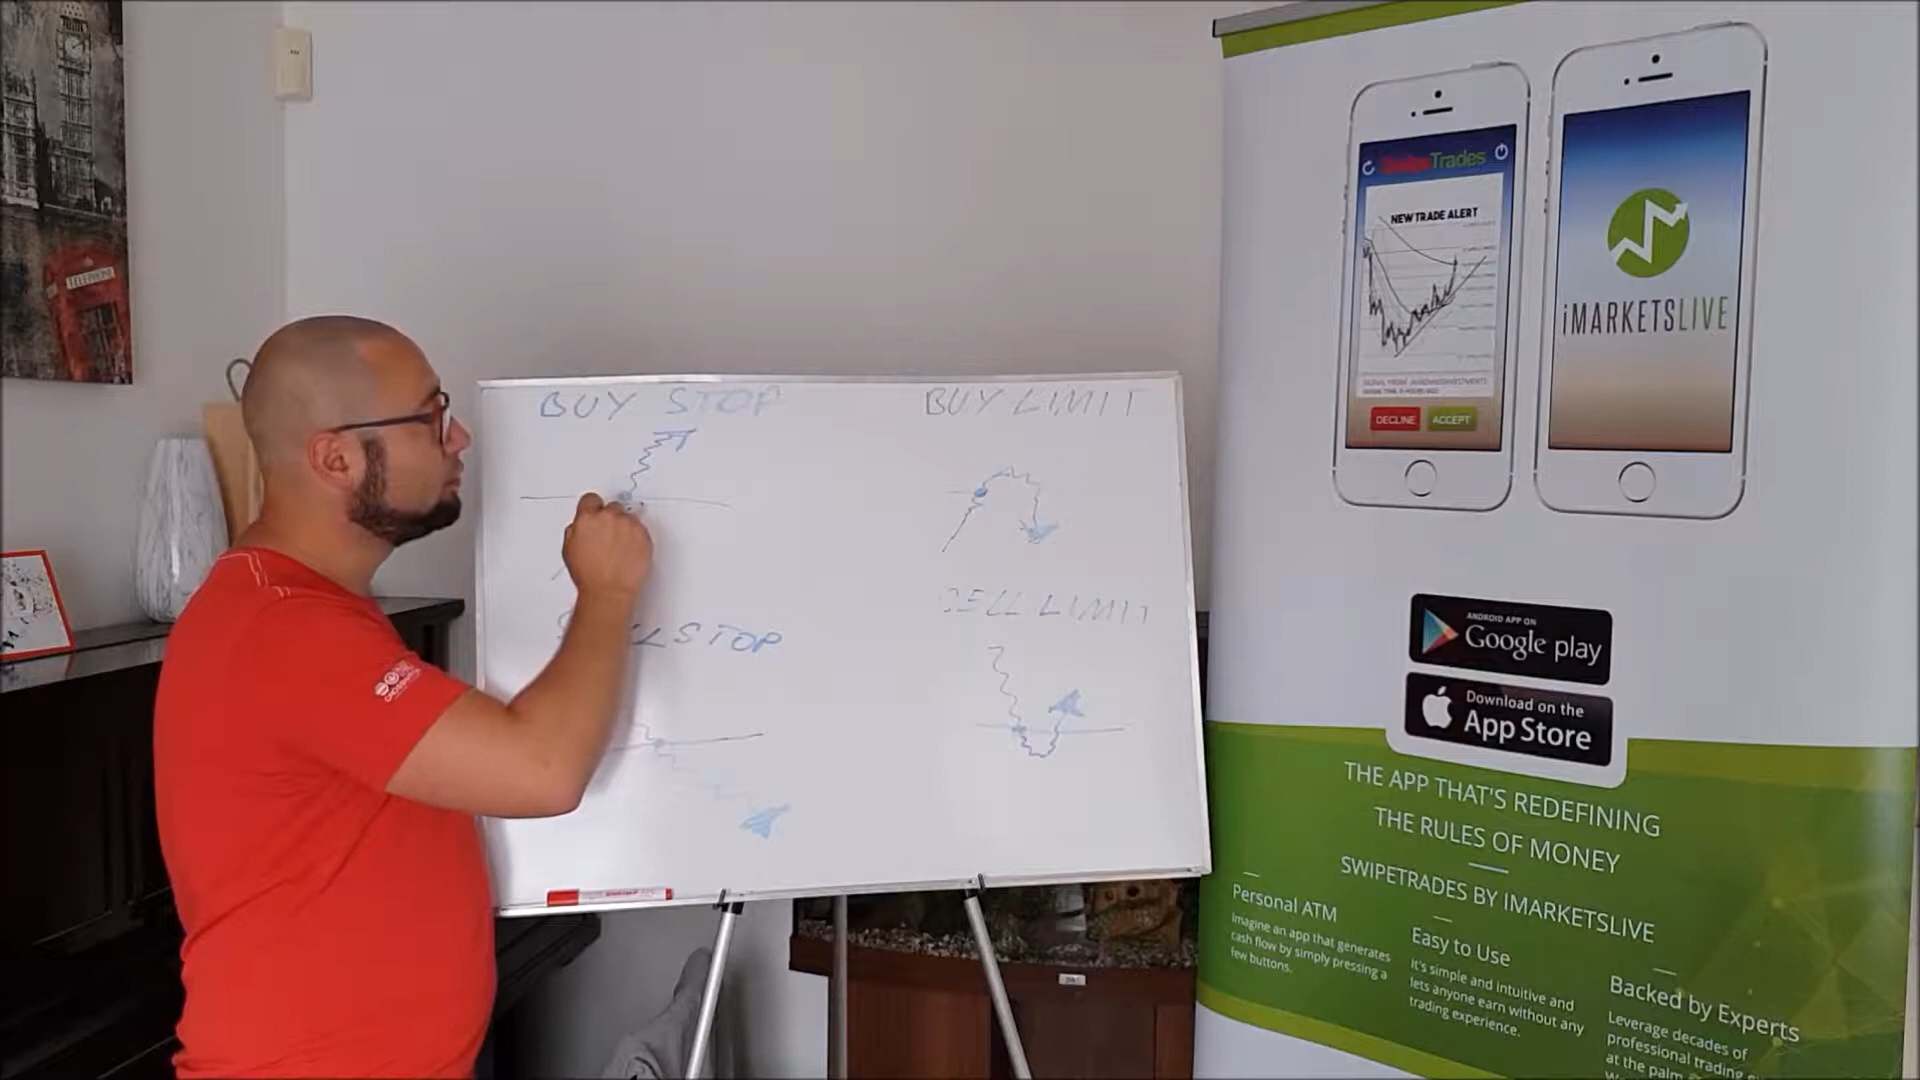 TELEPHONE
BUY STOP
BUY LIMIT
SELL STOP
SELL LIMIT
SwipeTrades
NEW TRADE ALERT
DECLINE
ACCEPT
iMARKETSLIVE
ANDROID APP ON
Google play
Download on the
App Store
THE APP THAT'S REDEFINING
THE RULES OF MONEY
SWIPETRADES BY IMARKETSLIVE
Personal ATM
Imagine an app that generates
cash flow by simply pressing a
few buttons.
Easy to Use
It's simple and intuitive and
lets anyone earn without any
trading experience.
Backed by Experts
Leverage decades of
professional trading
at the palm